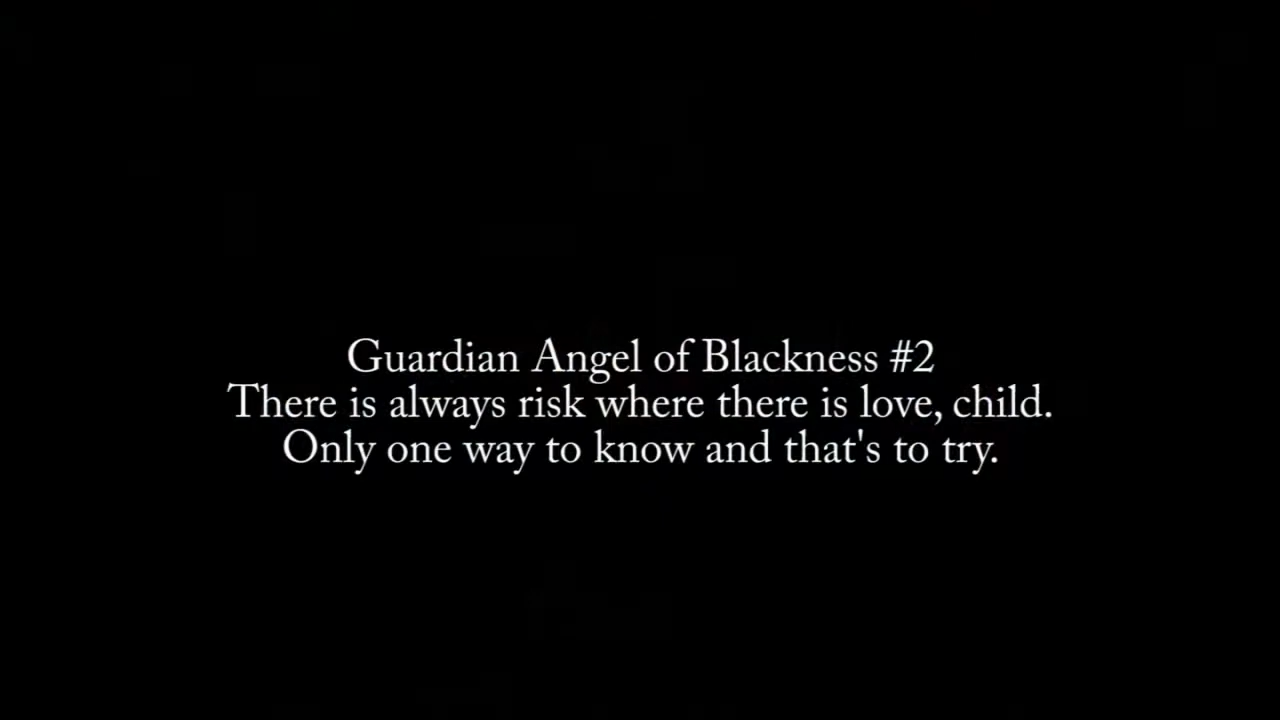 Guardian Angel of Blackness #2
There is always risk where there is love, child.
Only one way to know and that's to try.